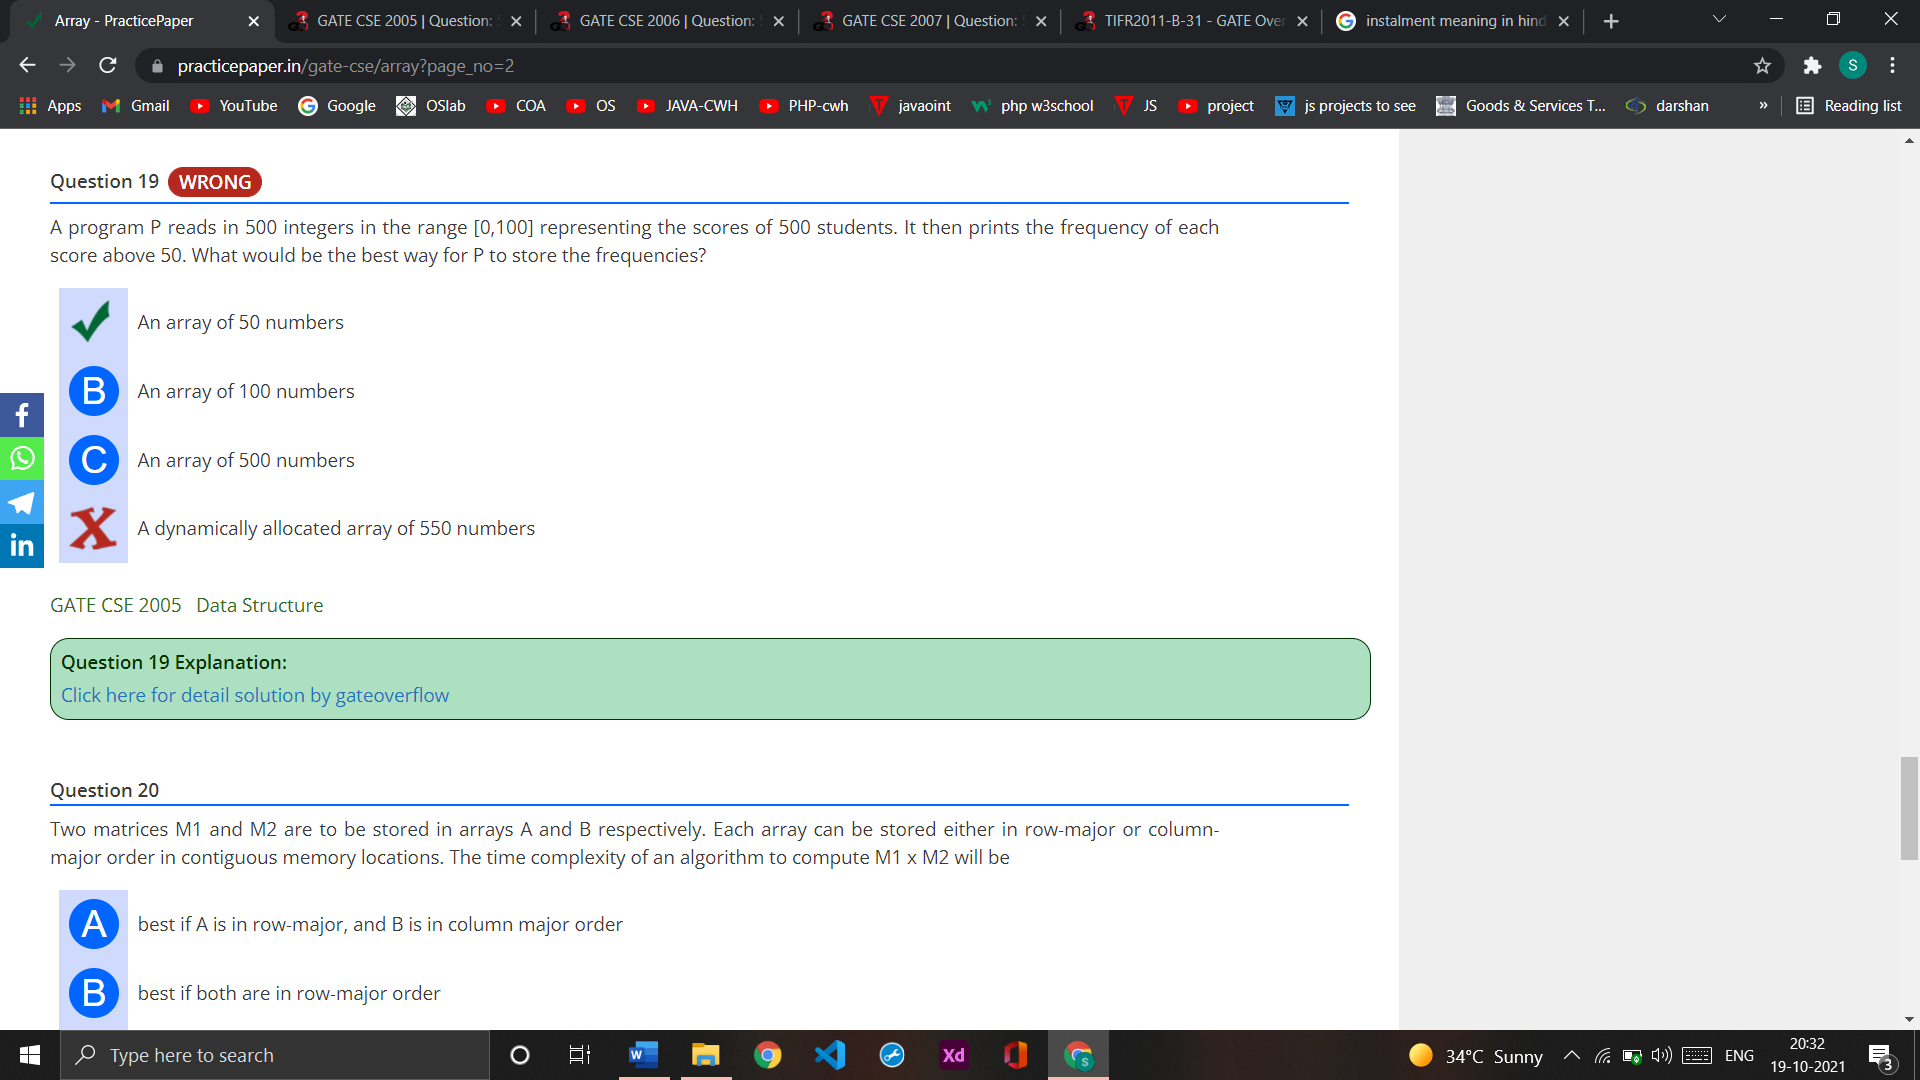 Array - PracticePaper
GATE CSE 2005 | Question:
GATE CSE 2006 | Question:
GATE CSE 2007 | Question:
TIFR2011-B-31 - GATE Over
instalment meaning in hind
practicepaper.in/gate-cse/array?page_no=2
S
Apps
Gmail
YouTube
Google
OSlab
COA
OS
JAVA-CWH
PHP-cwh
javaoint
php w3school
JS
project
js projects to see
Goods & Services T...
darshan
»
Reading list
Question 19 WRONG
A program P reads in 500 integers in the range [0,100] representing the scores of 500 students. It then prints the frequency of each
score above 50. What would be the best way for P to store the frequencies?
An array of 50 numbers
B An array of 100 numbers
C An array of 500 numbers
X A dynamically allocated array of 550 numbers
GATE CSE 2005 Data Structure
Question 19 Explanation:
Click here for detail solution by gateoverflow
Question 20
Two matrices M1 and M2 are to be stored in arrays A and B respectively. Each array can be stored either in row-major or column-
major order in contiguous memory locations. The time complexity of an algorithm to compute M1 x M2 will be
A best if A is in row-major, and B is in column major order
B best if both are in row-major order
f
in
Type here to search
W
Xd
S
34°C Sunny
ENG
20:32
19-10-2021
3